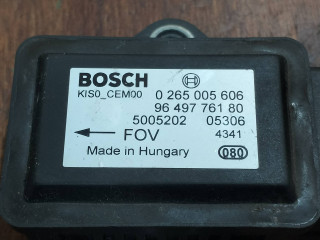 BOSCH
KIS0_CEM00 0 265 005 606
96 497 761 80
5005202 05306
FOV 4341
Made in Hungary 080